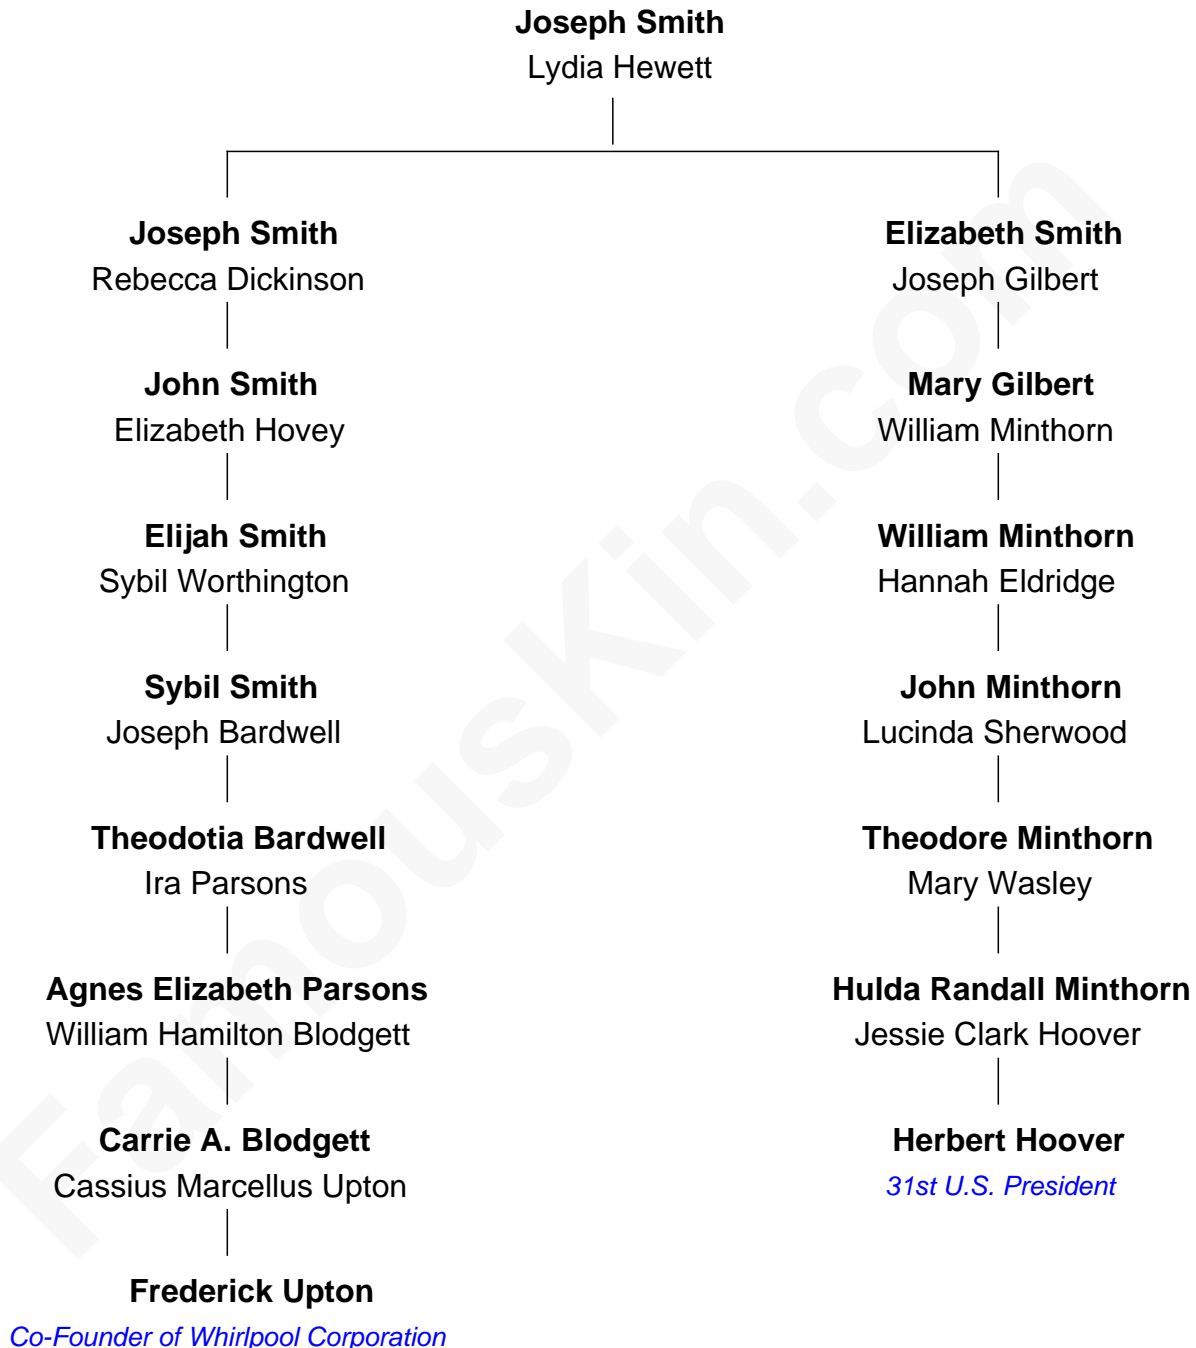 Joseph Smith
Lydia Hewett
Joseph Smith
Rebecca Dickinson
John Smith
Elizabeth Hovey
Elijah Smith
Sybil Worthington
Sybil Smith
Joseph Bardwell
Theodotia Bardwell
Ira Parsons
Agnes Elizabeth Parsons
William Hamilton Blodgett
Carrie A. Blodgett
Cassius Marcellus Upton
Frederick Upton
Co-Founder of Whirlpool Corporation
Elizabeth Smith
Joseph Gilbert
Mary Gilbert
William Minthorn
William Minthorn
Hannah Eldridge
John Minthorn
Lucinda Sherwood
Theodore Minthorn
Mary Wasley
Hulda Randall Minthorn
Jessie Clark Hoover
Herbert Hoover
31st U.S. President
FamousKin.com